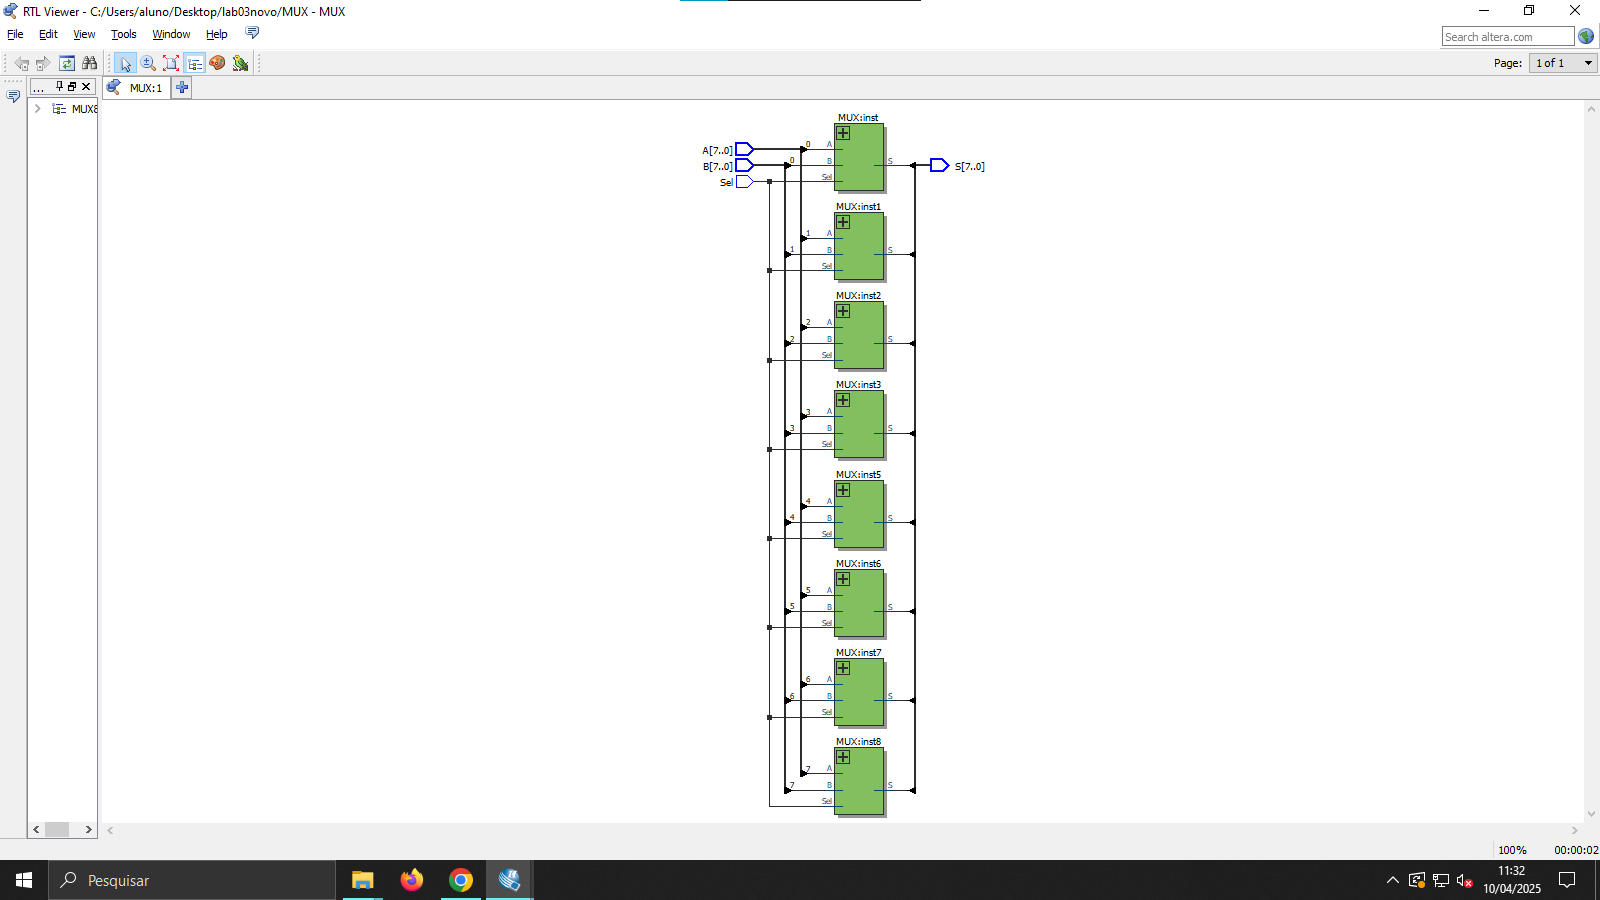 RTL Viewer - C:/Users/aluno/Desktop/lab03novo/MUX - MUX
File Edit View Tools Window Help
Search altera.com
Page: 1 of 1
...
MUX:1
MUX8
MUX:inst
A[7..0] 0 A
B[7..0] 0 B S S[7..0]
Sel Sel
MUX:inst1
1 A
1 B S
Sel
MUX:inst2
2 A
2 B S
Sel
MUX:inst3
3 A
3 B S
Sel
MUX:inst5
4 A
4 B S
Sel
MUX:inst6
5 A
5 B S
Sel
MUX:inst7
6 A
6 B S
Sel
MUX:inst8
7 A
7 B S
Sel
100% 00:00:02
Pesquisar
11:32
10/04/2025